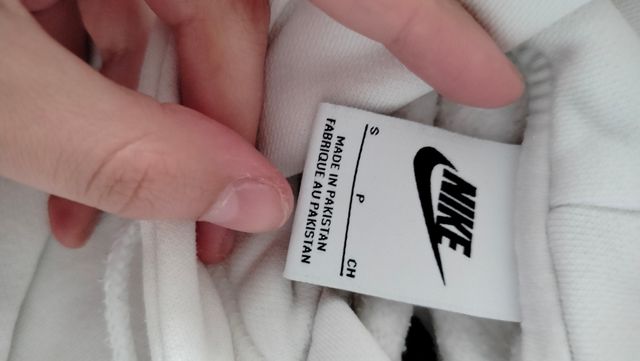 NIKE
S P CH
MADE IN PAKISTAN
FABRIQUE AU PAKISTAN